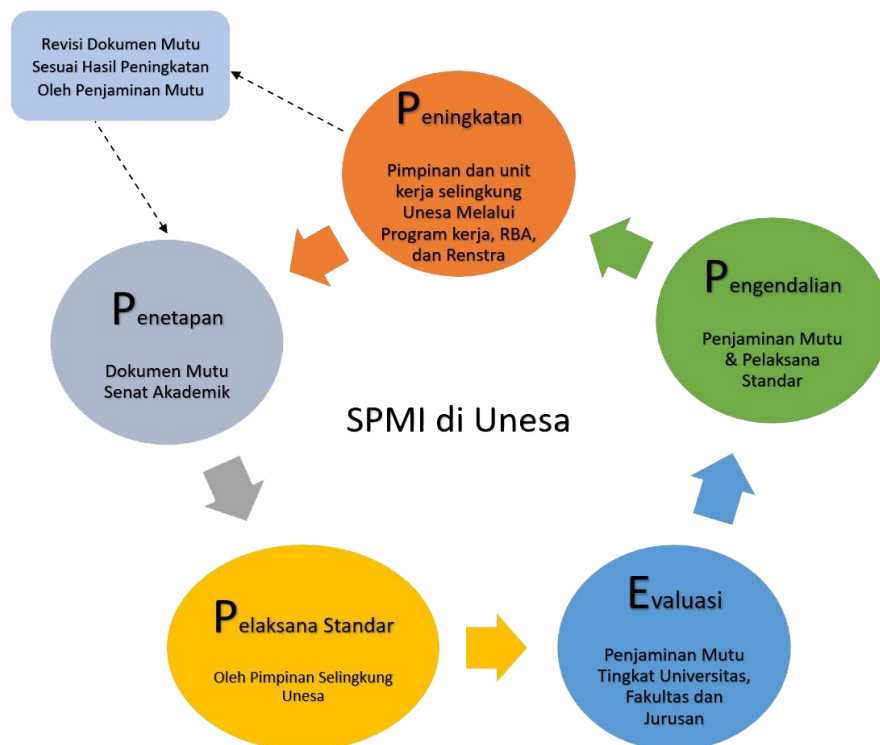 Revisi Dokumen Mutu
Sesuai Hasil Peningkatan
Oleh Penjaminan Mutu
Peningkatan
Pimpinan dan unit
kerja selingkung
Unesa Melalui
Program kerja, RBA,
dan Renstra
Penetapan
Dokumen Mutu
Senat Akademik
Pengendalian
Penjaminan Mutu
& Pelaksana
Standar
SPMI di Unesa
Pelaksana Standar
Oleh Pimpinan Selingkung
Unesa
Evaluasi
Penjaminan Mutu
Tingkat Universitas,
Fakultas dan
Jurusan